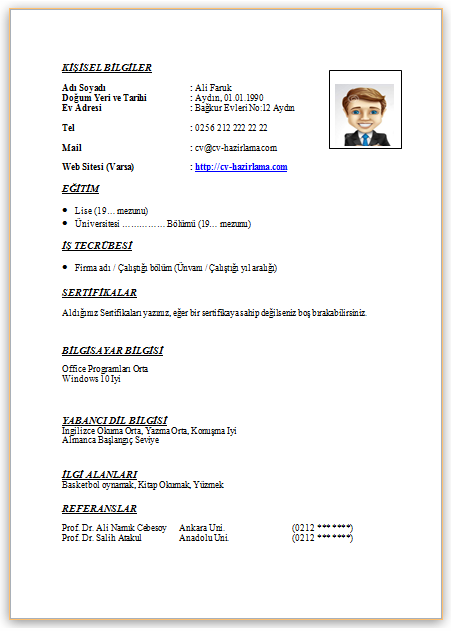 KİŞİSEL BİLGİLER
Adı Soyadı : Ali Faruk
Doğum Yeri ve Tarihi : Aydın, 01.01.1990
Ev Adresi : Bağkur Evleri No:12 Aydın
Tel : 0256 212 222 22 22
Mail : cv@cv-hazirlama.com
Web Sitesi (Varsa) : http://cv-hazirlama.com
EĞİTİM
• Lise (19… mezunu)
• Üniversitesi …………… Bölümü (19… mezunu)
İŞ TECRÜBESİ
• Firma adı / Çalıştığı bölüm (Ünvanı / Çalıştığı yıl aralığı)
SERTİFİKALAR
Aldığınız Sertifikaları yazınız, eğer bir sertifikaya sahip değilseniz boş bırakabilirsiniz.
BİLGİSAYAR BİLGİSİ
Office Programları Orta
Windows 10 Iyi
YABANCI DİL BİLGİSİ
İngilizce Okuma Orta, Yazma Orta, Konuşma Iyi
Almanca Başlangıç Seviye
İLGİ ALANLARI
Basketbol oynamak, Kitap Okumak, Yüzmek
REFERANSLAR
Prof. Dr. Ali Namık Cebesoy Ankara Uni. (0212 *******)
Prof. Dr. Salih Atakul Anadolu Uni. (0212 *******)